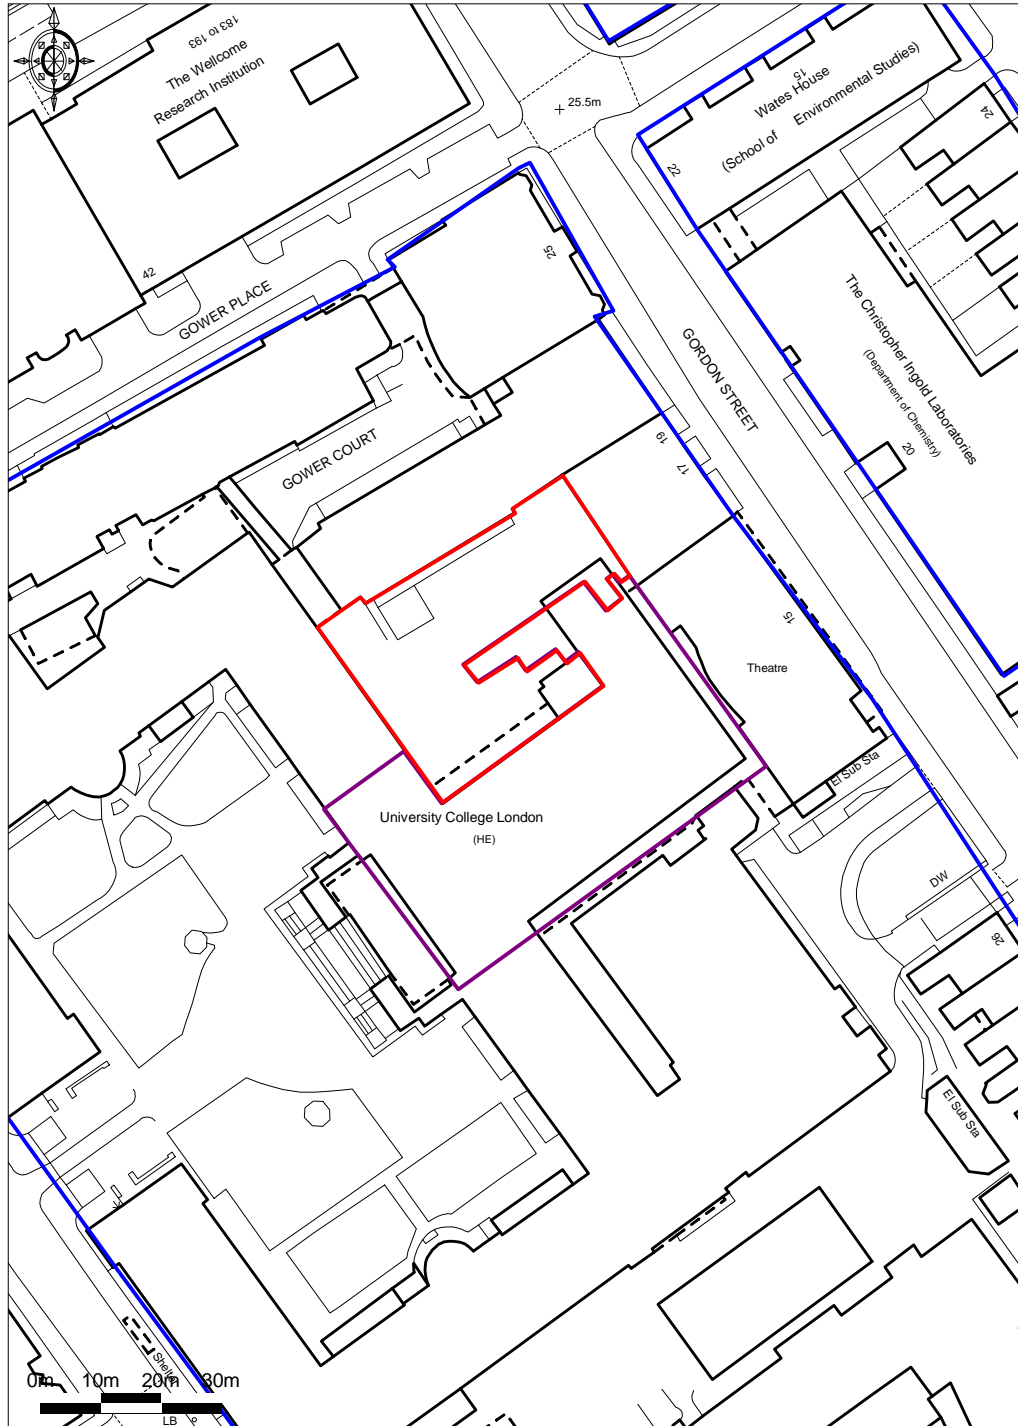 183 to 193
The Wellcome
Research Institution
25.5m
15
Wates House
(School of Environmental Studies)
24
22
42
25
GOWER PLACE
GORDON STREET
The Christopher Ingold Laboratories
(Department of Chemistry)
20
GOWER COURT
19
17
15
Theatre
El Sub Sta
University College London
(HE)
DW
26
El Sub Sta
Shelter
0m 10m 20m 30m
LB